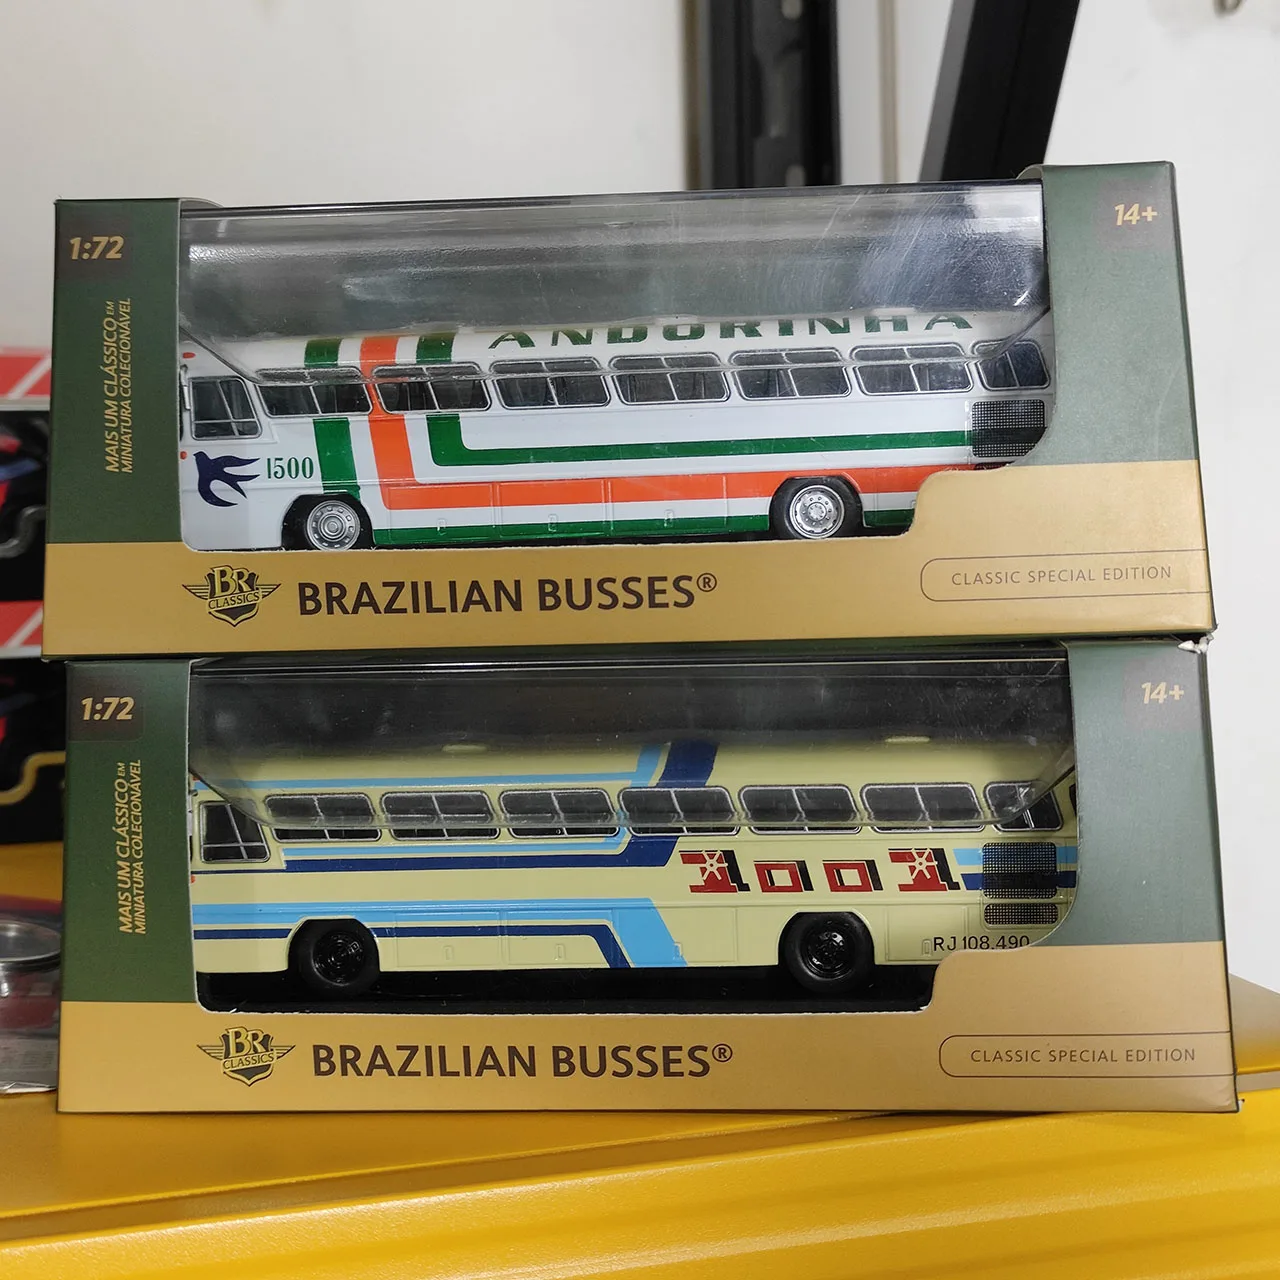 1:72
14+
MAIS UM CLÁSSICO EM
MINIATURA COLECIONÁVEL
ANDORINHA
1500
BR
CLASSICS
BRAZILIAN BUSSES®
CLASSIC SPECIAL EDITION
1:72
14+
MAIS UM CLÁSSICO EM
MINIATURA COLECIONÁVEL
1001
RJ 108.490
BR
CLASSICS
BRAZILIAN BUSSES®
CLASSIC SPECIAL EDITION